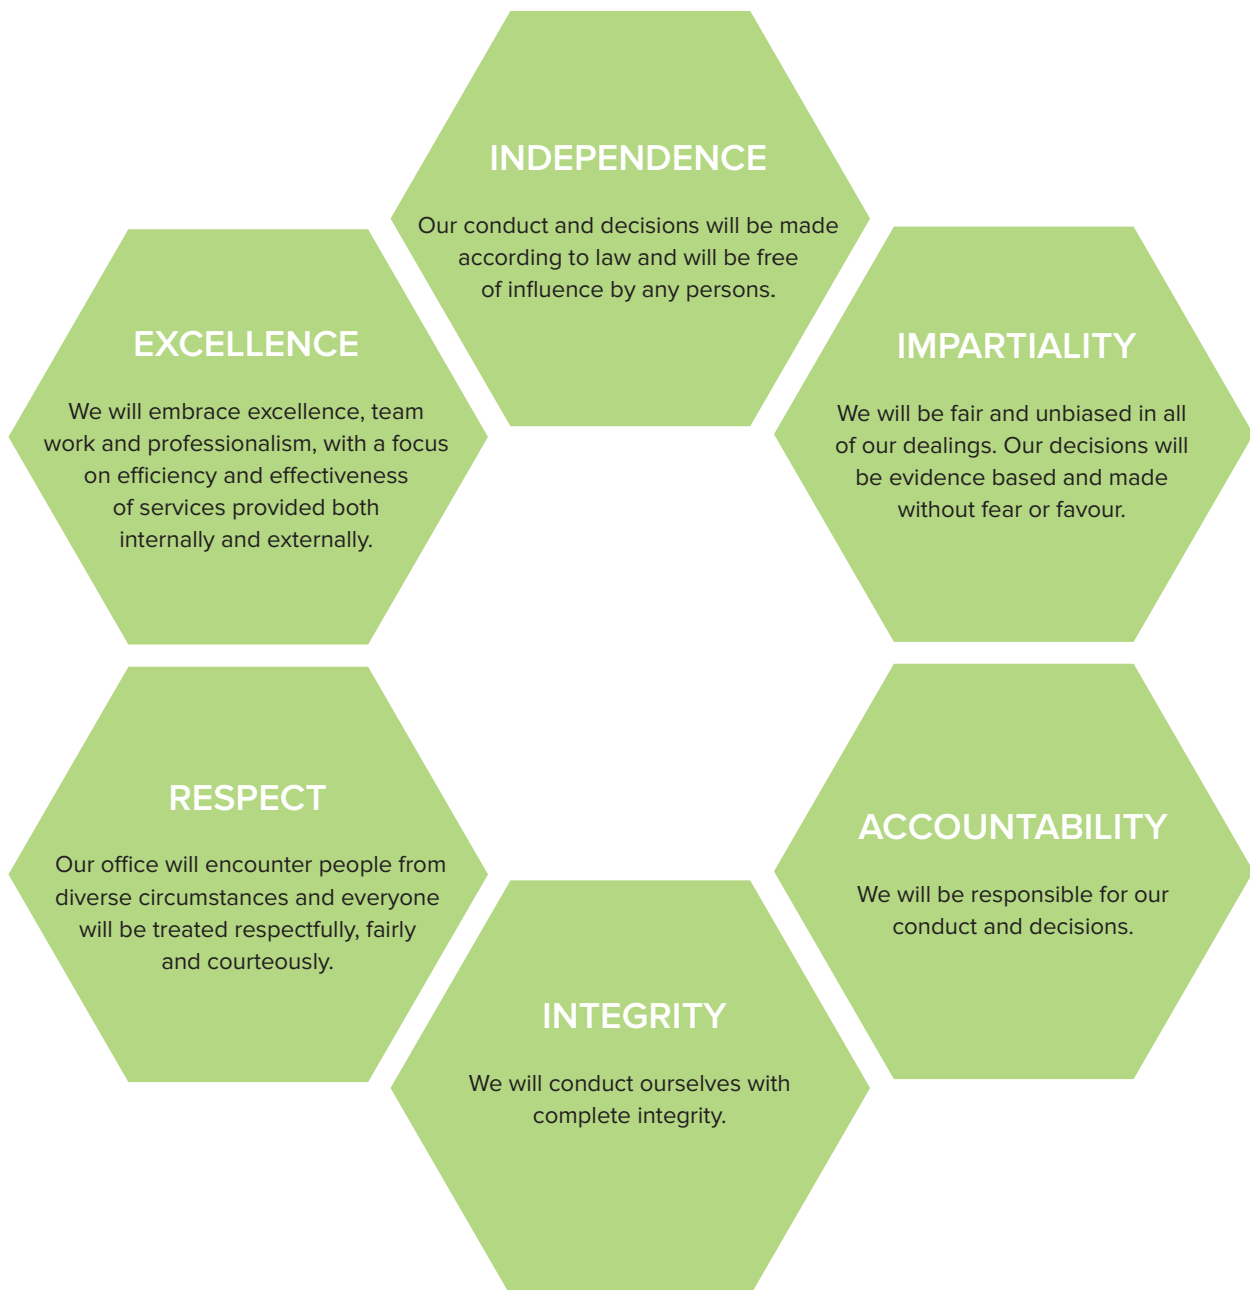 INDEPENDENCE
Our conduct and decisions will be made
according to law and will be free
of influence by any persons.
IMPARTIALITY
We will be fair and unbiased in all
of our dealings. Our decisions will
be evidence based and made
without fear or favour.
ACCOUNTABILITY
We will be responsible for our
conduct and decisions.
INTEGRITY
We will conduct ourselves with
complete integrity.
RESPECT
Our office will encounter people from
diverse circumstances and everyone
will be treated respectfully, fairly
and courteously.
EXCELLENCE
We will embrace excellence, team
work and professionalism, with a focus
on efficiency and effectiveness
of services provided both
internally and externally.